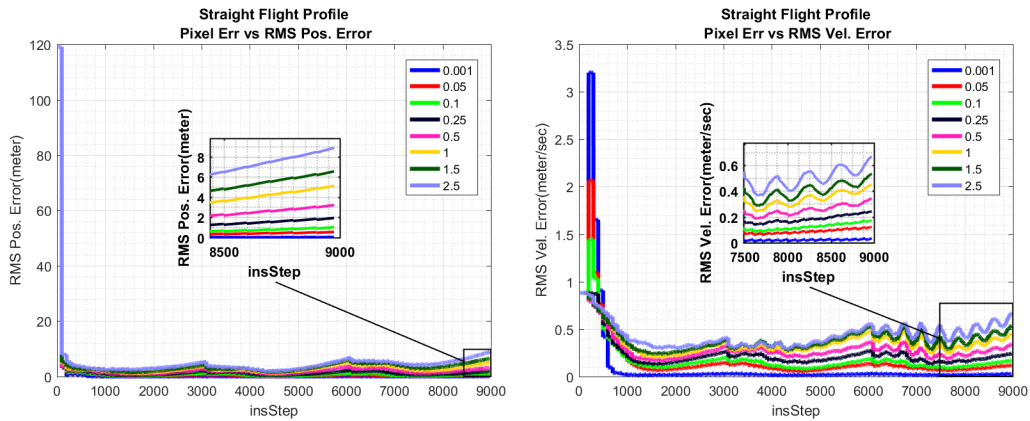 Straight Flight Profile
Pixel Err vs RMS Pos. Error
RMS Pos. Error(meter)
120
100
80
60
40
20
0
0 1000 2000 3000 4000 5000 6000 7000 8000 9000
insStep
0.001
0.05
0.1
0.25
0.5
1
1.5
2.5
RMS Pos. Error(meter)
8
6
4
2
0
8500 9000
insStep
Straight Flight Profile
Pixel Err vs RMS Vel. Error
RMS Vel. Error(meter/sec)
3.5
3
2.5
2
1.5
1
0.5
0
0 1000 2000 3000 4000 5000 6000 7000 8000 9000
insStep
0.001
0.05
0.1
0.25
0.5
1
1.5
2.5
RMS Vel. Error(meter/sec)
0.6
0.4
0.2
0
7500 8000 8500 9000
insStep